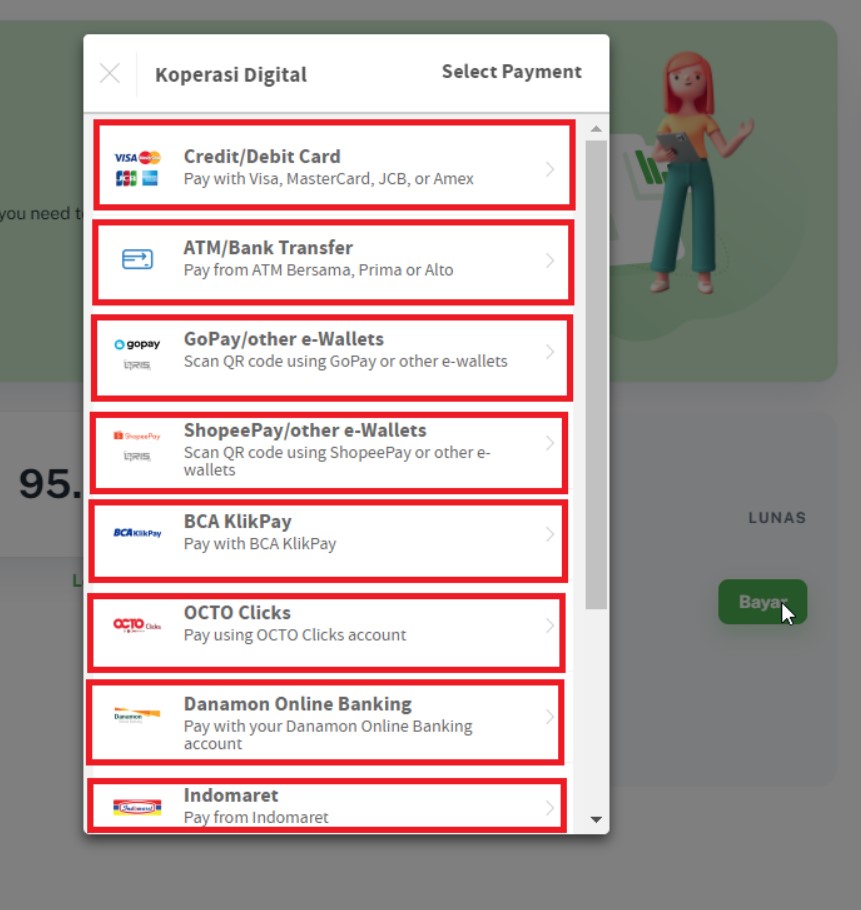 Koperasi Digital
Select Payment
VISA
Credit/Debit Card
Pay with Visa, MasterCard, JCB, or Amex
JCB
you need t
ATM/Bank Transfer
Pay from ATM Bersama, Prima or Alto
gopay
GoPay/other e-Wallets
Scan QR code using GoPay or other e-wallets
QRIS
ShopeePay
ShopeePay/other e-Wallets
Scan QR code using ShopeePay or other e-
wallets
QRIS
95.
LUNAS
BCA KlikPay
BCA KlikPay
Pay with BCA KlikPay
L
Bayar
OCTO Clicks
OCTO Clicks
Pay using OCTO Clicks account
Danamon
Danamon Online Banking
Pay with your Danamon Online Banking
account
Indomaret
Indomaret
Pay from Indomaret